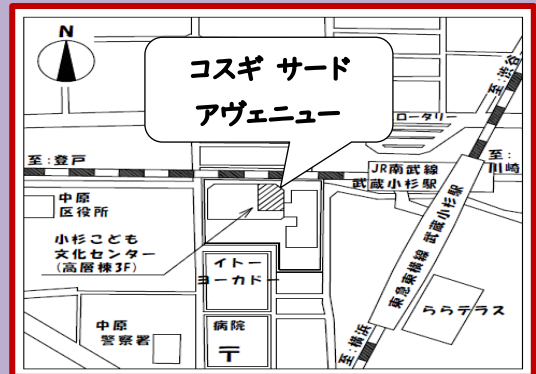 N
コスギ サード
アヴェニュー
至:渋谷
ロータリー
至:登戸
JR南武線
武蔵小杉駅
至:
川崎
中原
区役所
東急東横線 武蔵小杉駅
小杉こども
文化センター
(高層棟3F)
イトー
ヨーカドー
ららテラス
中原
警察署
病院
〒
至:横浜